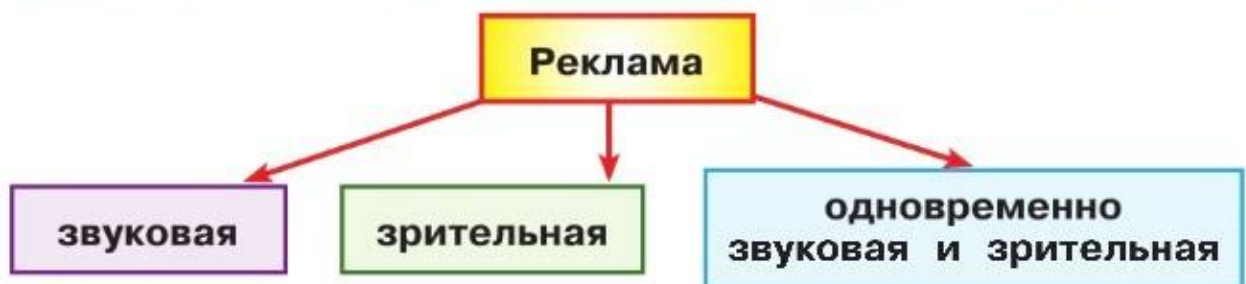 Реклама
звуковая
зрительная
одновременно
звуковая и зрительная